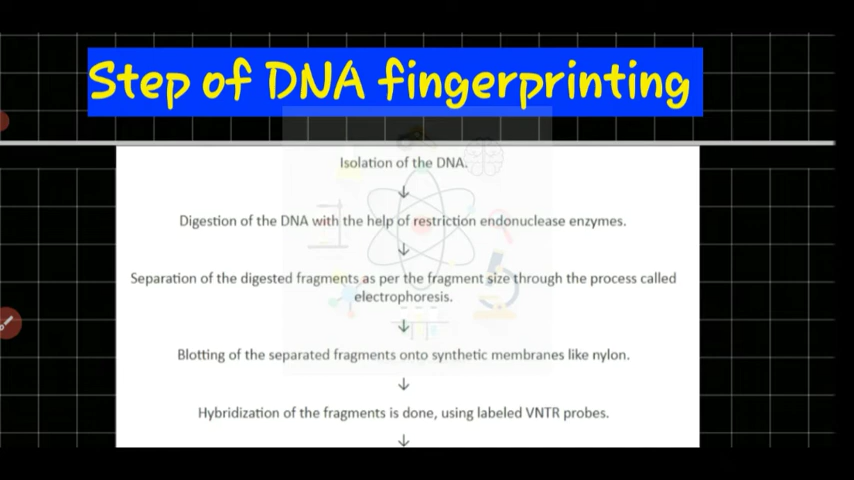 Step of DNA fingerprinting
Isolation of the DNA.
Digestion of the DNA with the help of restriction endonuclease enzymes.
Separation of the digested fragments as per the fragment size through the process called
electrophoresis.
Blotting of the separated fragments onto synthetic membranes like nylon.
Hybridization of the fragments is done, using labeled VNTR probes.